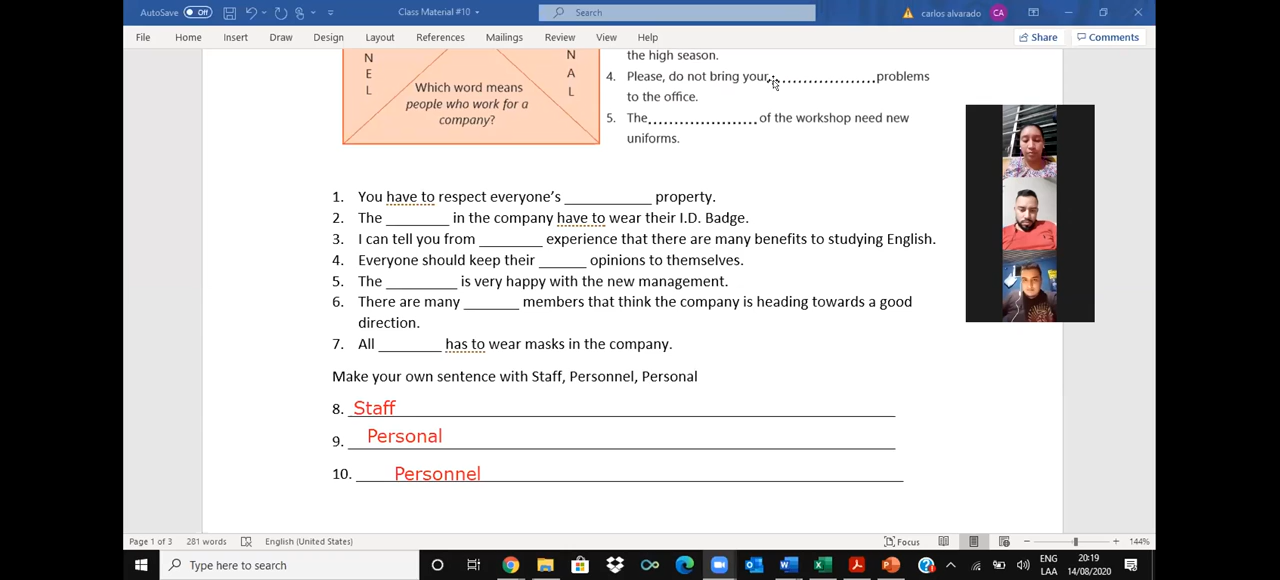 AutoSave Off Class Material #10 Search carlos alvarado CA
File Home Insert Draw Design Layout References Mailings Review View Help Share Comments
N
E
L
N
A
L
Which word means
people who work for a
company?
the high season.
4. Please, do not bring your....................problems
to the office.
5. The.....................of the workshop need new
uniforms.
1. You have to respect everyone's __________ property.
2. The _______ in the company have to wear their I.D. Badge.
3. I can tell you from _______ experience that there are many benefits to studying English.
4. Everyone should keep their _____ opinions to themselves.
5. The ________ is very happy with the new management.
6. There are many ______ members that think the company is heading towards a good
direction.
7. All _______ has to wear masks in the company.
Make your own sentence with Staff, Personnel, Personal
8. Staff
9. Personal
10. Personnel
Page 1 of 3 281 words English (United States) Focus 144%
Type here to search ENG LAA 20:19 14/08/2020